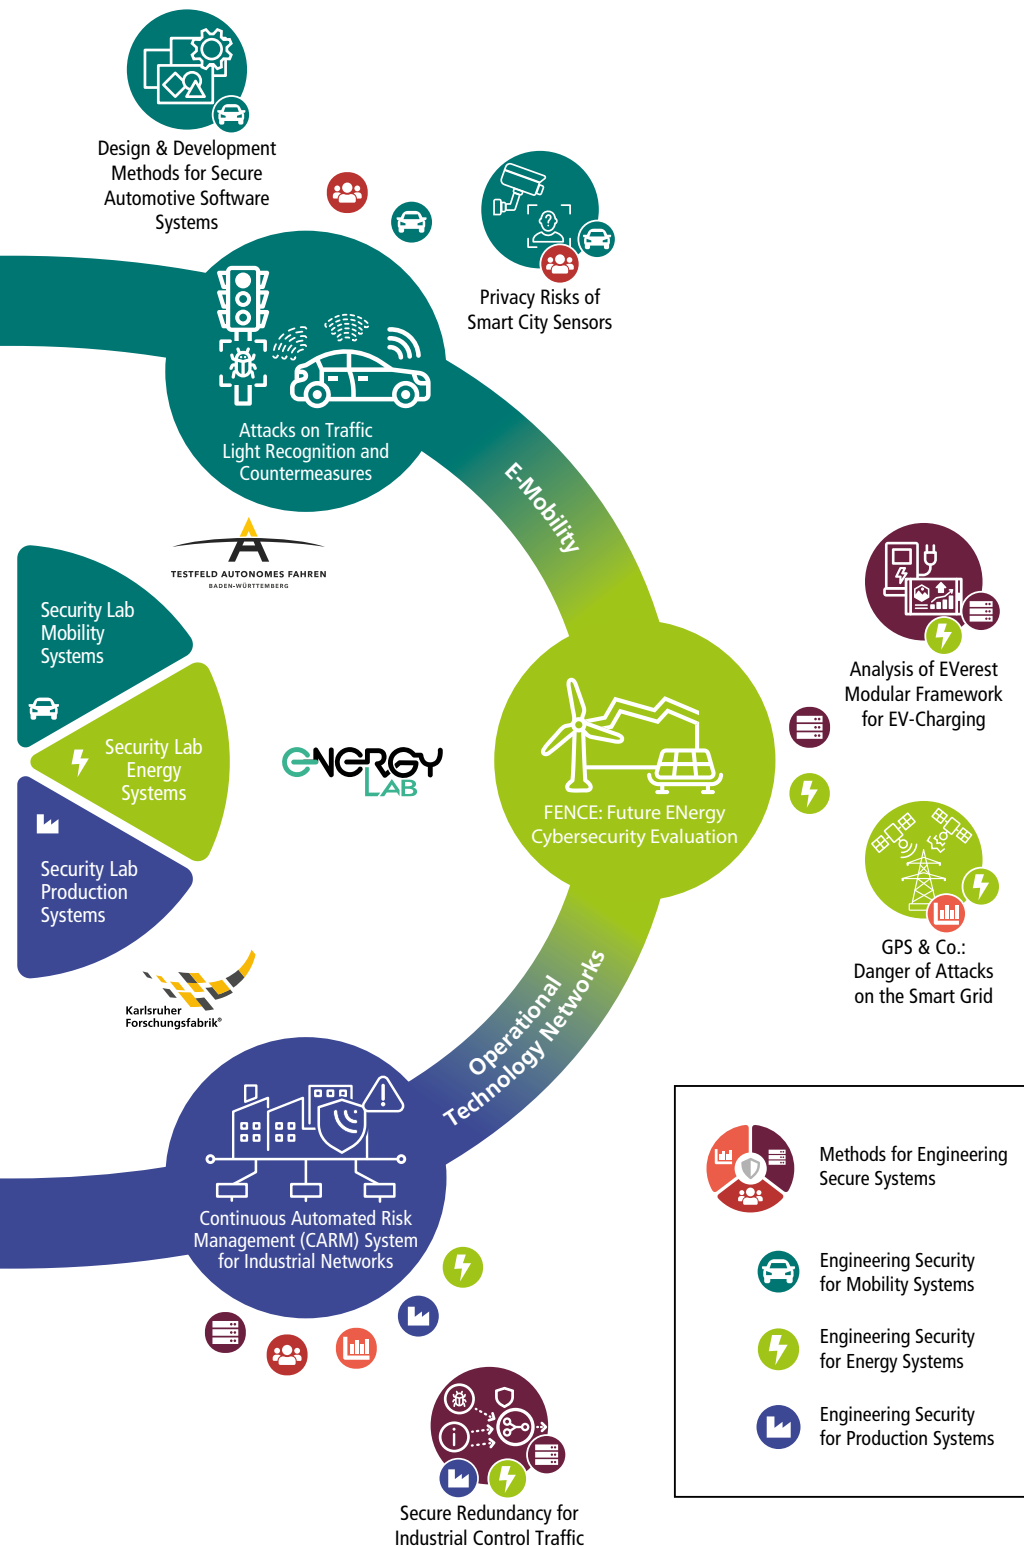 Design & Development
Methods for Secure
Automotive Software
Systems
Privacy Risks of
Smart City Sensors
Attacks on Traffic
Light Recognition and
Countermeasures
E-Mobility
TESTFELD AUTONOMES FAHREN
BADEN-WÜRTTEMBERG
Security Lab
Mobility
Systems
Security Lab
Energy
Systems
Security Lab
Production
Systems
eNERGY
LAB
FENCE: Future ENergy
Cybersecurity Evaluation
Analysis of EVerest
Modular Framework
for EV-Charging
GPS & Co.:
Danger of Attacks
on the Smart Grid
Karlsruher
Forschungsfabrik®
Operational
Technology Networks
Continuous Automated Risk
Management (CARM) System
for Industrial Networks
Secure Redundancy for
Industrial Control Traffic
Methods for Engineering
Secure Systems
Engineering Security
for Mobility Systems
Engineering Security
for Energy Systems
Engineering Security
for Production Systems